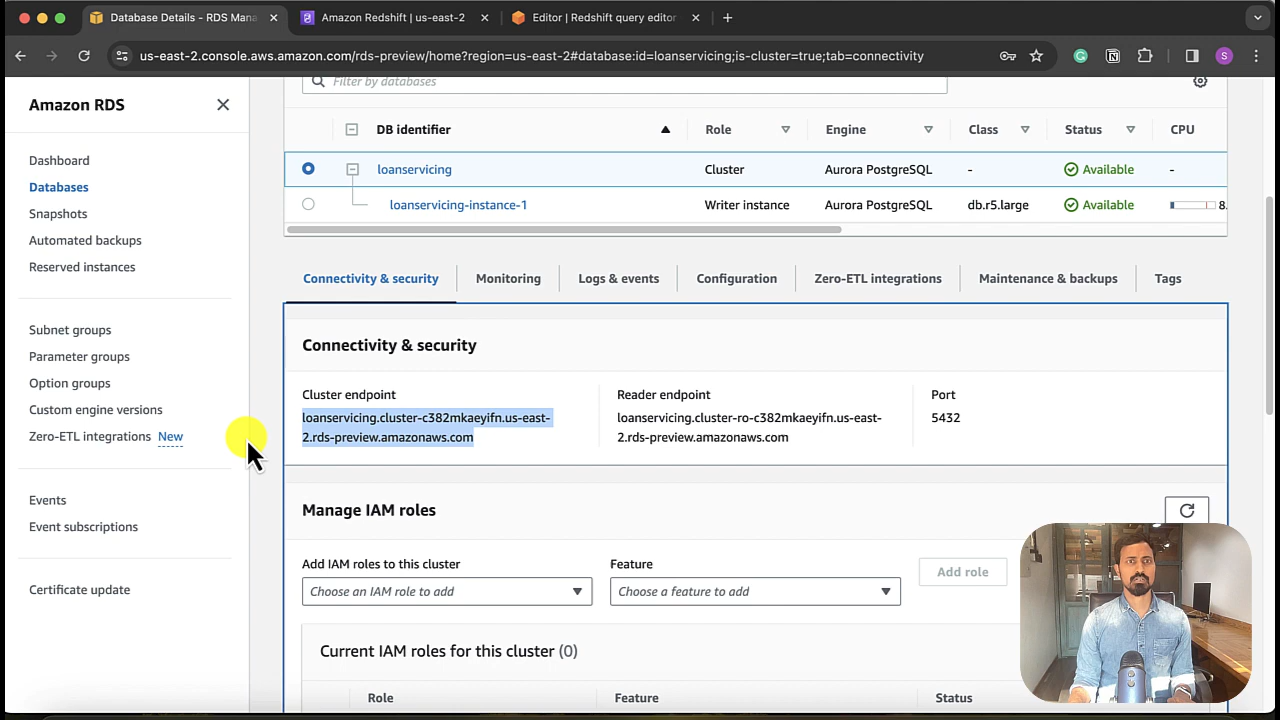 Database Details - RDS Mana
Amazon Redshift | us-east-2
Editor | Redshift query editor
us-east-2.console.aws.amazon.com/rds-preview/home?region=us-east-2#database:id=loanservicing;is-cluster=true;tab=connectivity
S
Amazon RDS
Dashboard
Databases
Snapshots
Automated backups
Reserved instances
Subnet groups
Parameter groups
Option groups
Custom engine versions
Zero-ETL integrations New
Events
Event subscriptions
Certificate update
Filter by databases
DB identifier Role Engine Class Status CPU
loanservicing Cluster Aurora PostgreSQL - Available -
loanservicing-instance-1 Writer instance Aurora PostgreSQL db.r5.large Available 8.
Connectivity & security Monitoring Logs & events Configuration Zero-ETL integrations Maintenance & backups Tags
Connectivity & security
Cluster endpoint
loanservicing.cluster-c382mkaeyifn.us-east-
2.rds-preview.amazonaws.com
Reader endpoint
loanservicing.cluster-ro-c382mkaeyifn.us-east-
2.rds-preview.amazonaws.com
Port
5432
Manage IAM roles
Add IAM roles to this cluster
Choose an IAM role to add
Feature
Choose a feature to add
Add role
Current IAM roles for this cluster (0)
Role Feature Status